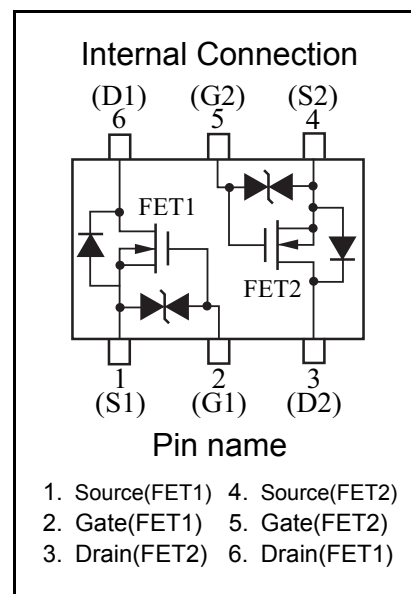 Internal Connection
(D1) (G2) (S2)
6 5 4
FET1
FET2
1 2 3
(S1) (G1) (D2)
Pin name
1. Source(FET1) 4. Source(FET2)
2. Gate(FET1) 5. Gate(FET2)
3. Drain(FET2) 6. Drain(FET1)